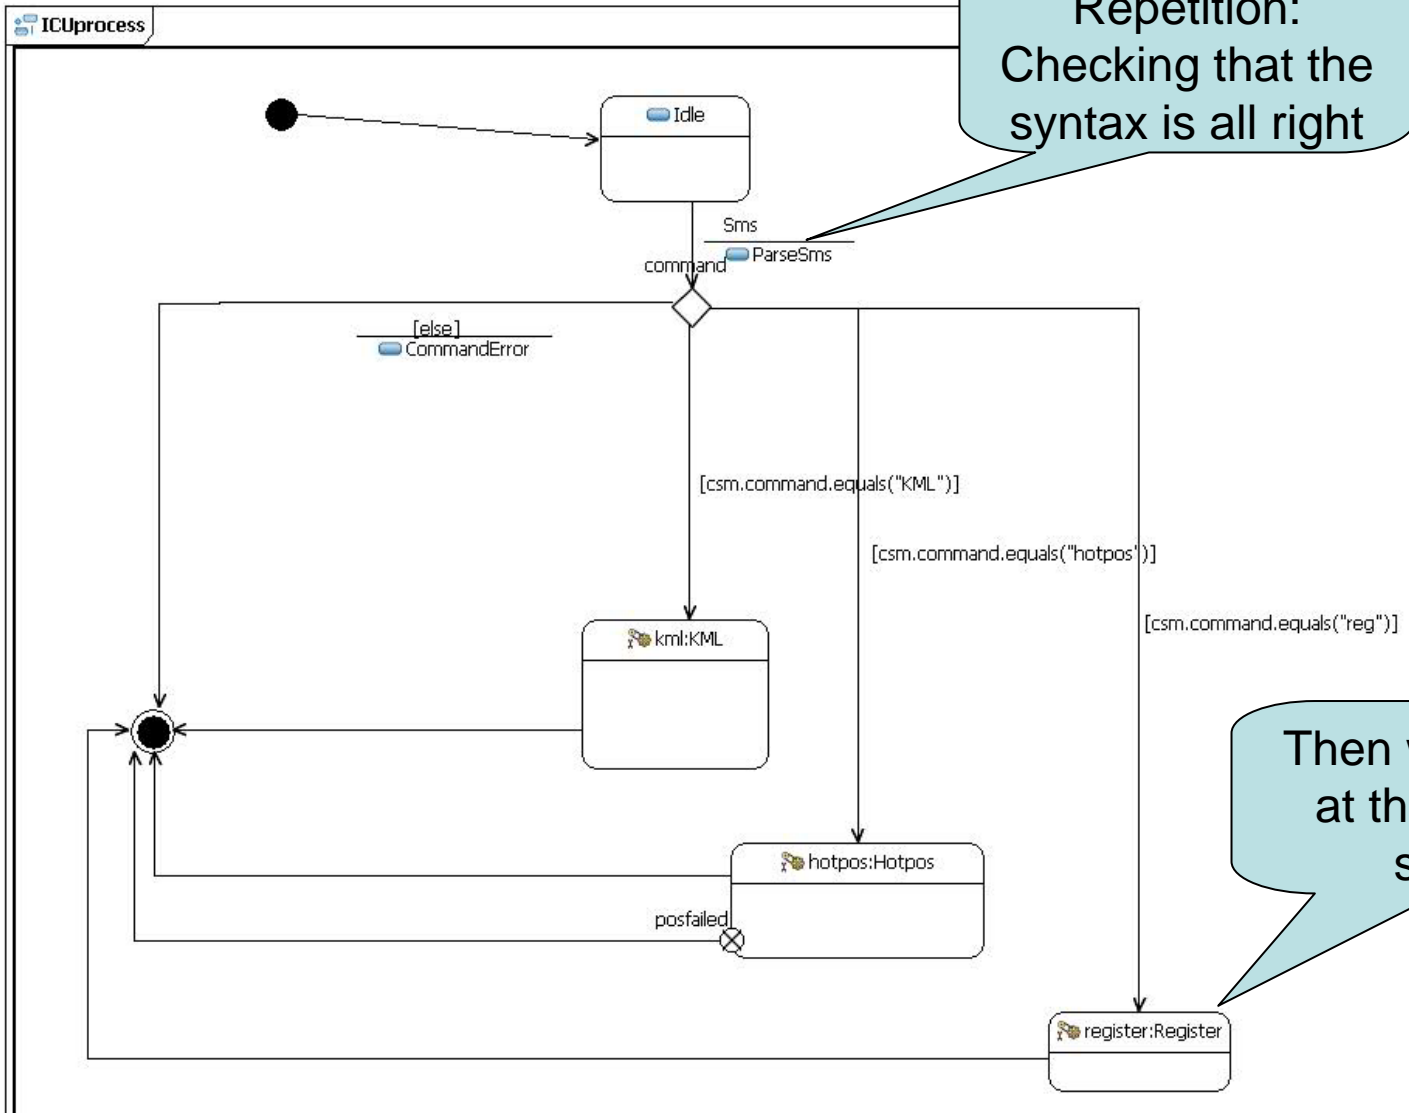 ICUprocess
Repetition:
Checking that the
syntax is all right
Idle
Sms
ParseSms
command
[else]
CommandError
[csm.command.equals("KML")]
[csm.command.equals("hotpos")]
[csm.command.equals("reg")]
kml:KML
Then
at th
s
hotpos:Hotpos
posfailed
register:Register